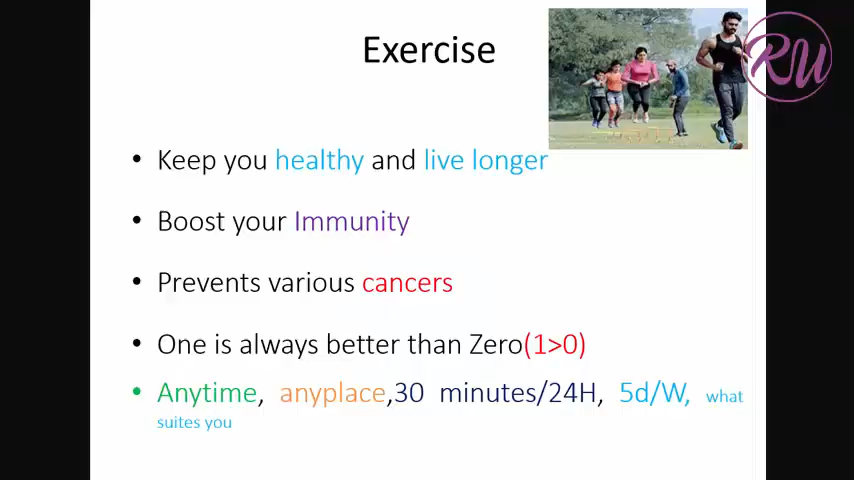 Exercise
RU
• Keep you healthy and live longer
• Boost your Immunity
• Prevents various cancers
• One is always better than Zero(1>0)
• Anytime, anyplace,30 minutes/24H, 5d/W, what
suites you